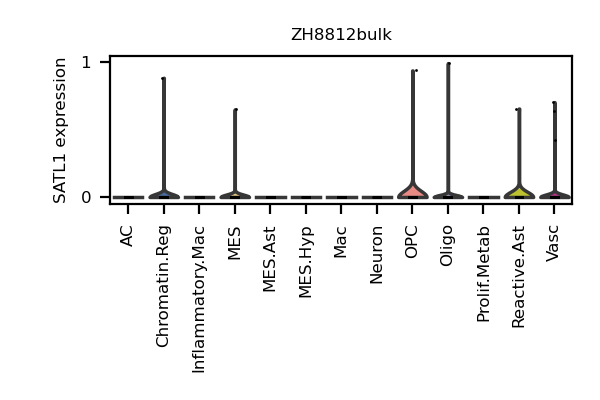 ZH8812bulk
SATL1 expression
1
0
AC
Chromatin.Reg
Inflammatory.Mac
MES
MES.Ast
MES.Hyp
Mac
Neuron
OPC
Oligo
Prolif.Metab
Reactive.Ast
Vasc